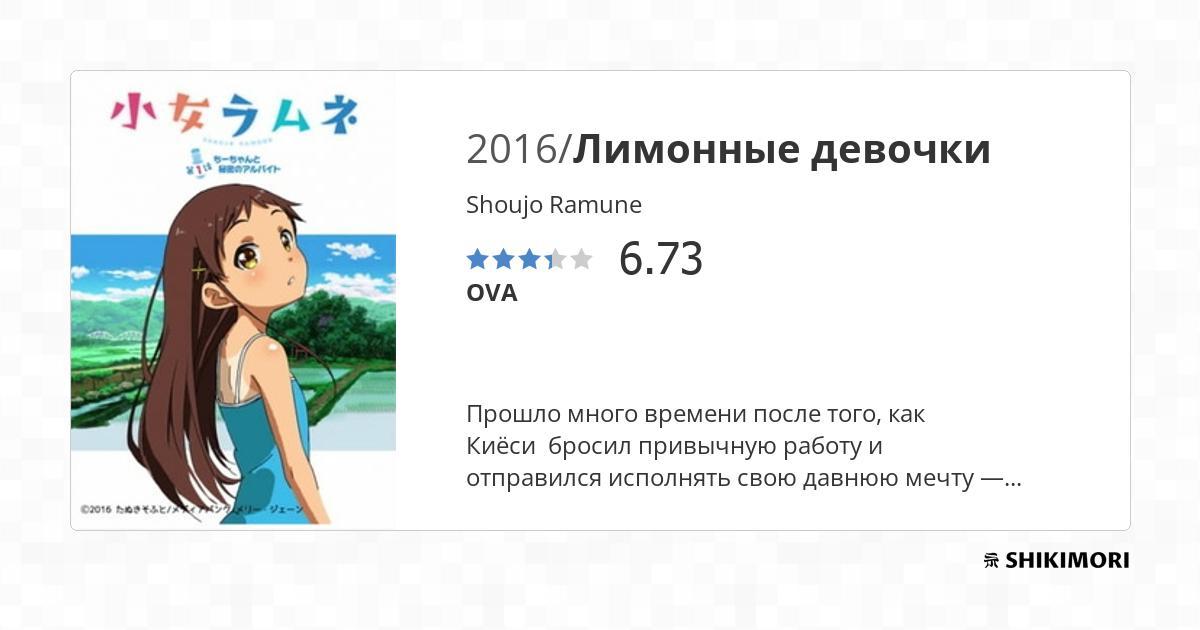 小女ラムネ
SHOUJO RAMUNE
第1話 ちーちゃんと
秘密のアルバイト
©2016 たぬきそふと/メディアバンク/メリー・ジェーン
2016/Лимонные девочки
Shoujo Ramune
6.73
OVA
Прошло много времени после того, как
Киёси бросил привычную работу и
отправился исполнять свою давнюю мечту —...
SHIKIMORI